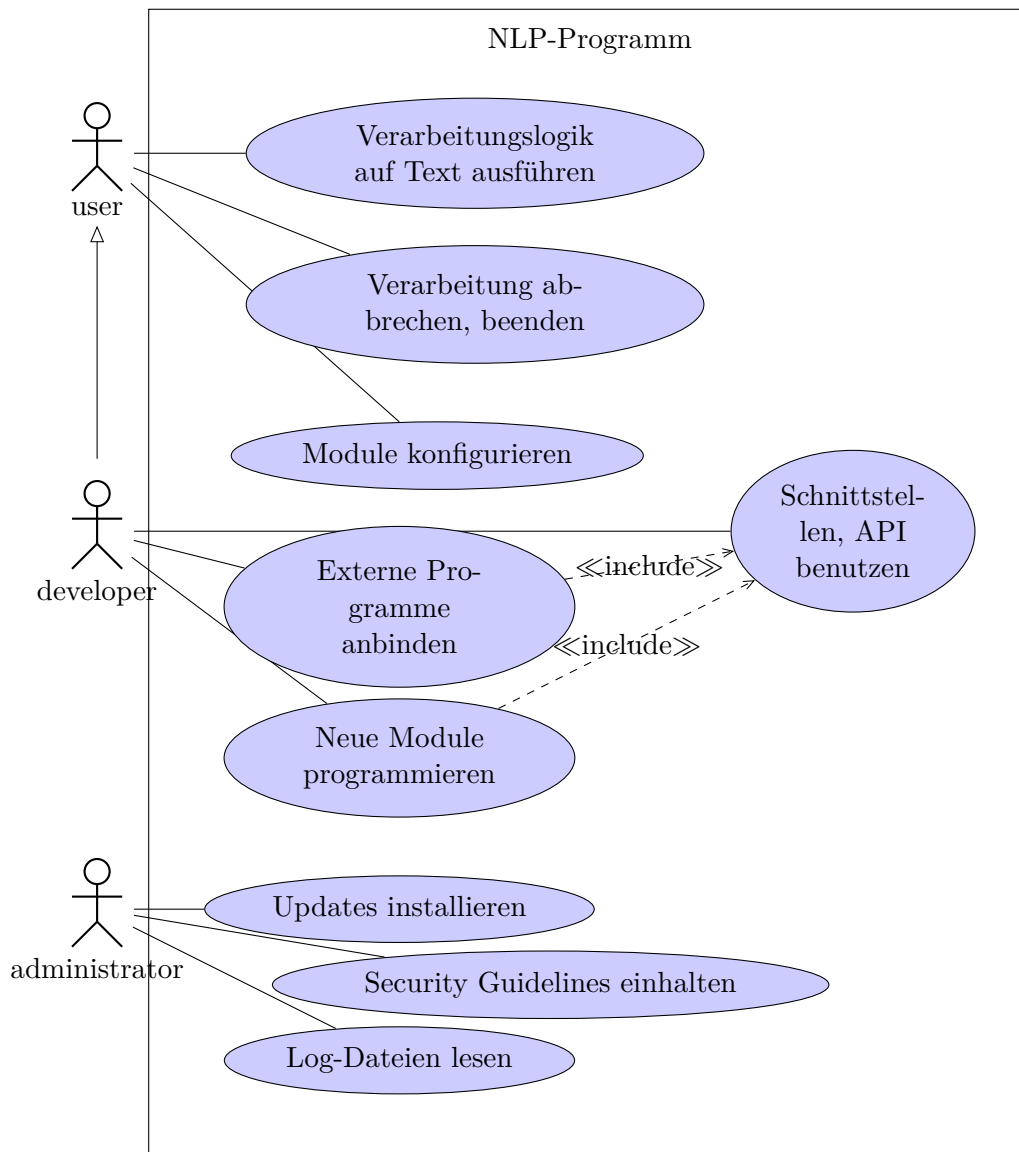 NLP-Programm
Verarbeitungslogik
auf Text ausführen
user
Verarbeitung ab-
brechen, beenden
Module konfigurieren
Schnittstel-
len, API
benutzen
developer
Externe Pro-
gramme
anbinden
≪include≫
≪include≫
Neue Module
programmieren
administrator
Updates installieren
Security Guidelines einhalten
Log-Dateien lesen